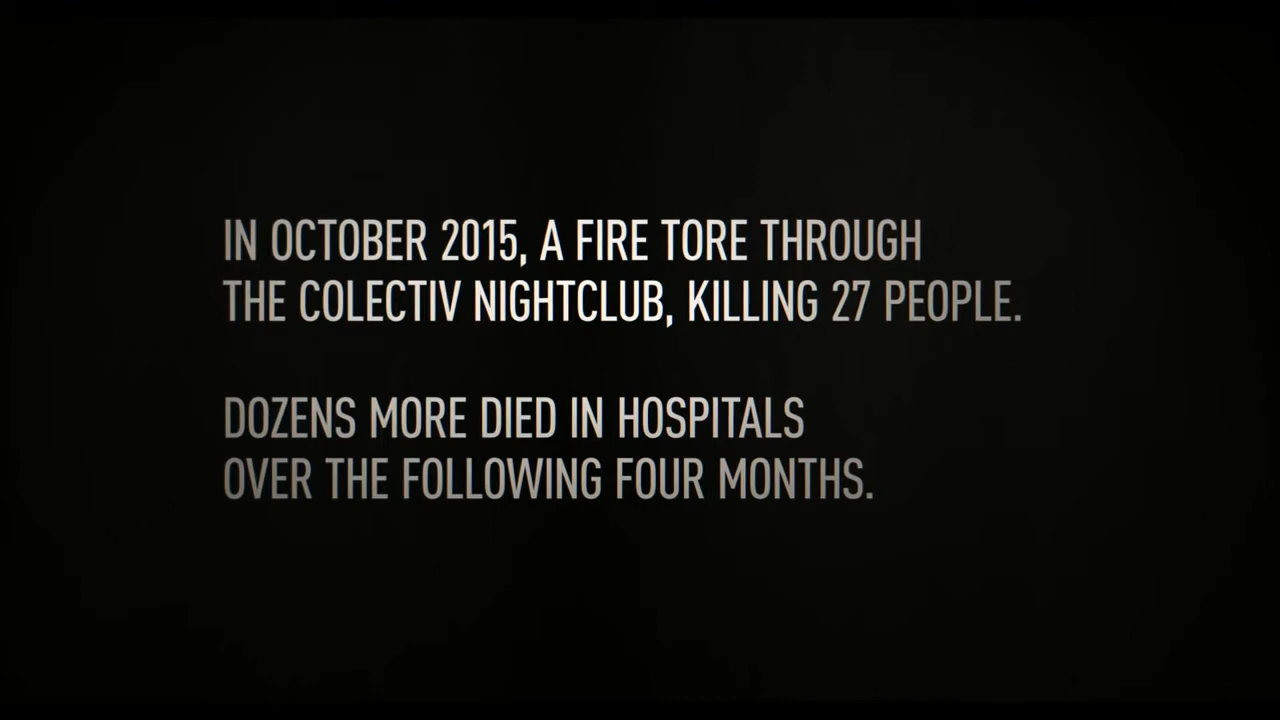 IN OCTOBER 2015, A FIRE TORE THROUGH
THE COLECTIV NIGHTCLUB, KILLING 27 PEOPLE.
DOZENS MORE DIED IN HOSPITALS
OVER THE FOLLOWING FOUR MONTHS.